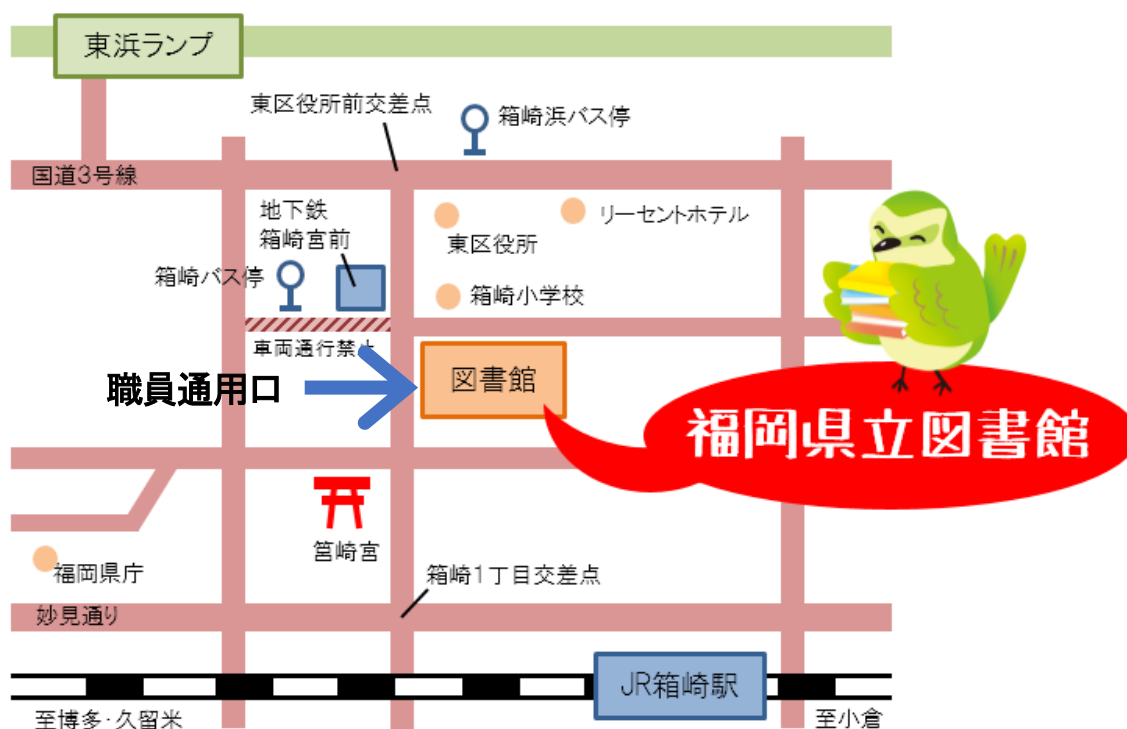 東浜ランプ
東区役所前交差点
箱崎浜バス停
国道3号線
地下鉄
箱崎宮前
リーセントホテル
東区役所
箱崎バス停
箱崎小学校
車両通行禁止
図書館
職員通用口
福岡県立図書館
筥崎宮
福岡県庁
箱崎1丁目交差点
妙見通り
JR箱崎駅
至博多・久留米
至小倉